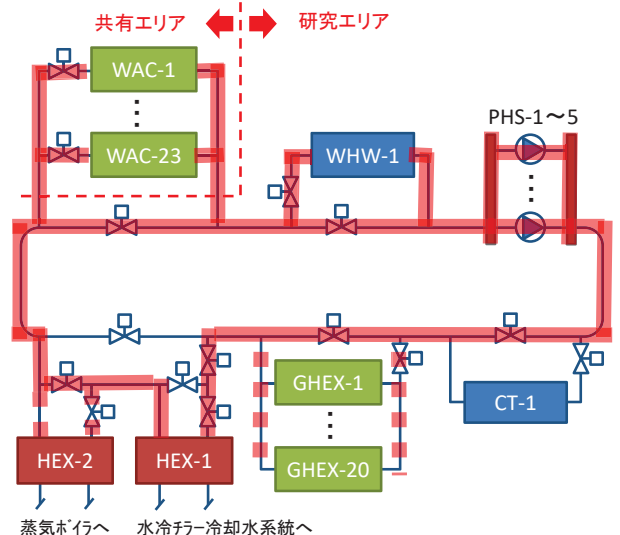 共有エリア 研究エリア
WAC-1
WAC-23
WHW-1
PHS-1～5
GHEX-1
GHEX-20
CT-1
HEX-2
HEX-1
蒸気ﾎﾞｲﾗへ 水冷ﾁﾗｰ冷却水系統へ